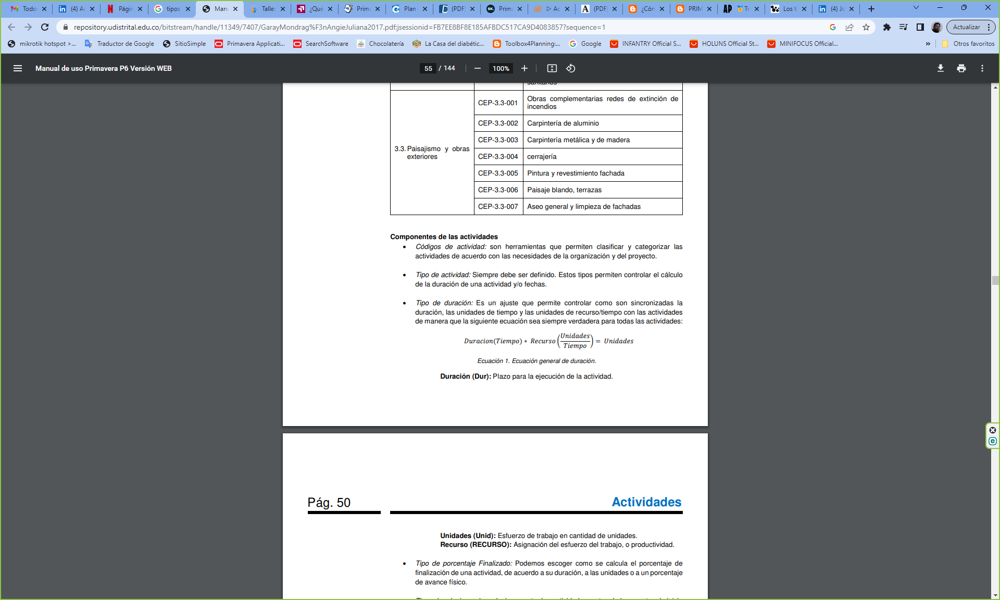 Todo
(4) A
Págir
tipos
Manu
Taller
¿Qué
Prima
Plan
(PDF)
Prima
▷ Ac
(PDF
¿Cón
PRIM
Tr
Los t
(4) Jc
repository.udistrital.edu.co/bitstream/handle/11349/7407/GarayMondrag%F3nAngieJuliana2017.pdf;jsessionid=FB7EE8BF8E185AFBDC517CA9D4083857?sequence=1
Actualizar
mikrotik hotspot >...
Traductor de Google
SitioSimple
Primavera Applicati...
SearchSoftware
Chocolatería
La Casa del diabétic...
Toolbox4Planning:...
Google
INFANTRY Official S...
HOLUNS Official St...
MINIFOCUS Official...
»
Otros favoritos
Manual de uso Primavera P6 Versión WEB
55 / 144
100%
sanitarios
3.3. Paisajismo y obras
exteriores
CEP-3.3-001
Obras complementarias redes de extinción de
incendios
CEP-3.3-002 Carpintería de aluminio
CEP-3.3-003 Carpintería metálica y de madera
CEP-3.3-004 cerrajería
CEP-3.3-005 Pintura y revestimiento fachada
CEP-3.3-006 Paisaje blando, terrazas
CEP-3.3-007 Aseo general y limpieza de fachadas
Componentes de las actividades
• Códigos de actividad: son herramientas que permiten clasificar y categorizar las
actividades de acuerdo con las necesidades de la organización y del proyecto.
• Tipo de actividad: Siempre debe ser definido. Estos tipos permiten controlar el cálculo
de la duración de una actividad y/o fechas.
• Tipo de duración: Es un ajuste que permite controlar como son sincronizadas la
duración, las unidades de tiempo y las unidades de recurso/tiempo con las actividades
de manera que la siguiente ecuación sea siempre verdadera para todas las actividades:
Duracion(Tiempo) * Recurso (Unidades/Tiempo) = Unidades
Ecuación 1. Ecuación general de duración.
Duración (Dur): Plazo para la ejecución de la actividad.
Pág. 50
Actividades
Unidades (Unid): Esfuerzo de trabajo en cantidad de unidades.
Recurso (RECURSO): Asignación del esfuerzo del trabajo, o productividad.
• Tipo de porcentaje Finalizado: Podemos escoger como se calcula el porcentaje de
finalización de una actividad, de acuerdo a su duración, a las unidades o a un porcentaje
de avance físico.